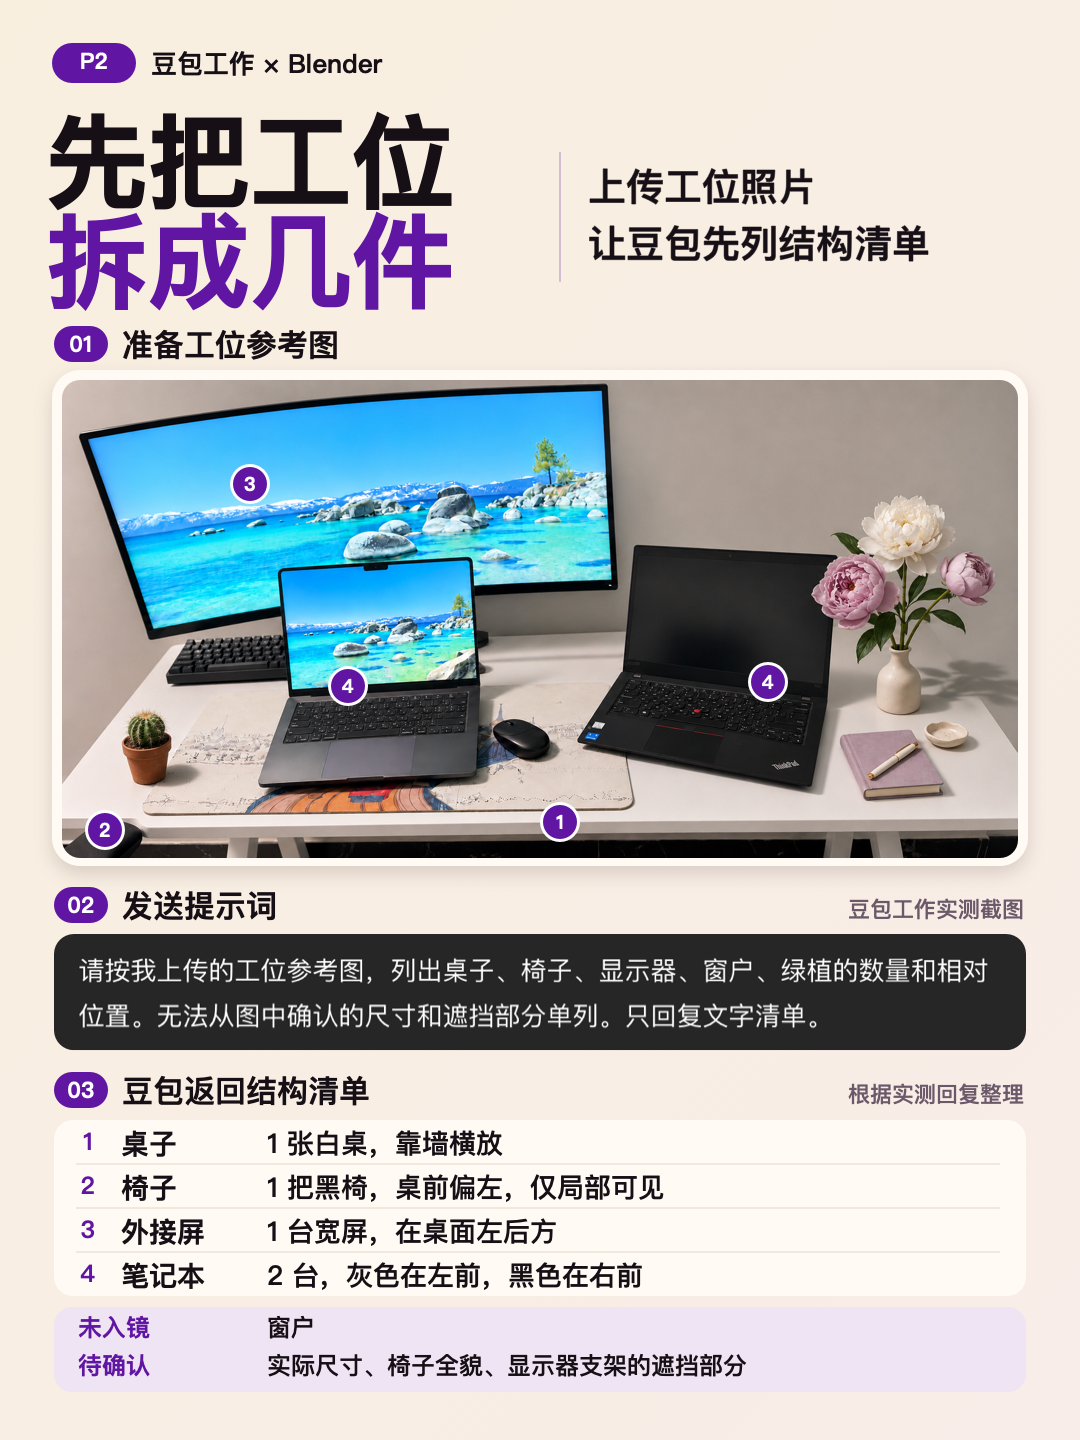 P2 豆包工作 × Blender
先把工位
拆成几件
上传工位照片
让豆包先列结构清单
01 准备工位参考图
3
4
4
ThinkPad
2
1
02 发送提示词
豆包工作实测截图
请按我上传的工位参考图，列出桌子、椅子、显示器、窗户、绿植的数量和相对
位置。无法从图中确认的尺寸和遮挡部分单列。只回复文字清单。
03 豆包返回结构清单
根据实测回复整理
1 桌子 1 张白桌，靠墙横放
2 椅子 1 把黑椅，桌前偏左，仅局部可见
3 外接屏 1 台宽屏，在桌面左后方
4 笔记本 2 台，灰色在左前，黑色在右前
未入镜 窗户
待确认 实际尺寸、椅子全貌、显示器支架的遮挡部分